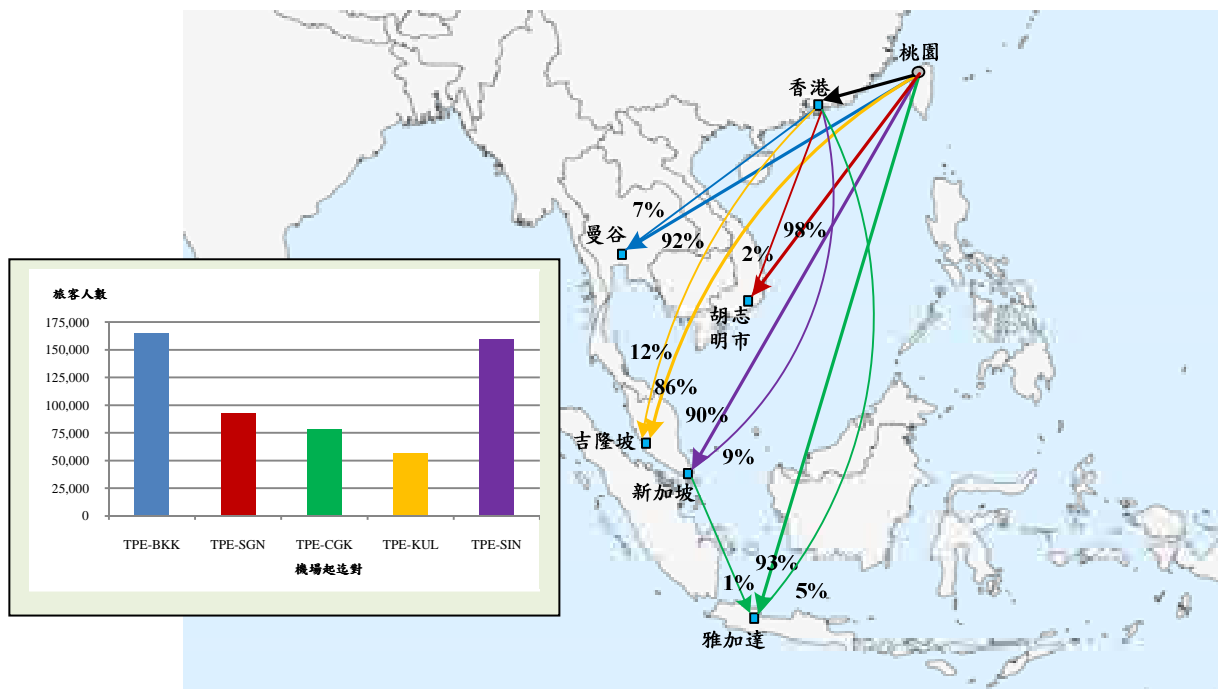 桃園
香港
7%
曼谷
92%
98%
2%
胡志
明市
12%
86%
90%
吉隆坡
9%
新加坡
93%
1%
5%
雅加達
旅客人數
175,000
150,000
125,000
100,000
75,000
50,000
25,000
0
TPE-BKK TPE-SGN TPE-CGK TPE-KUL TPE-SIN
機場起迄對